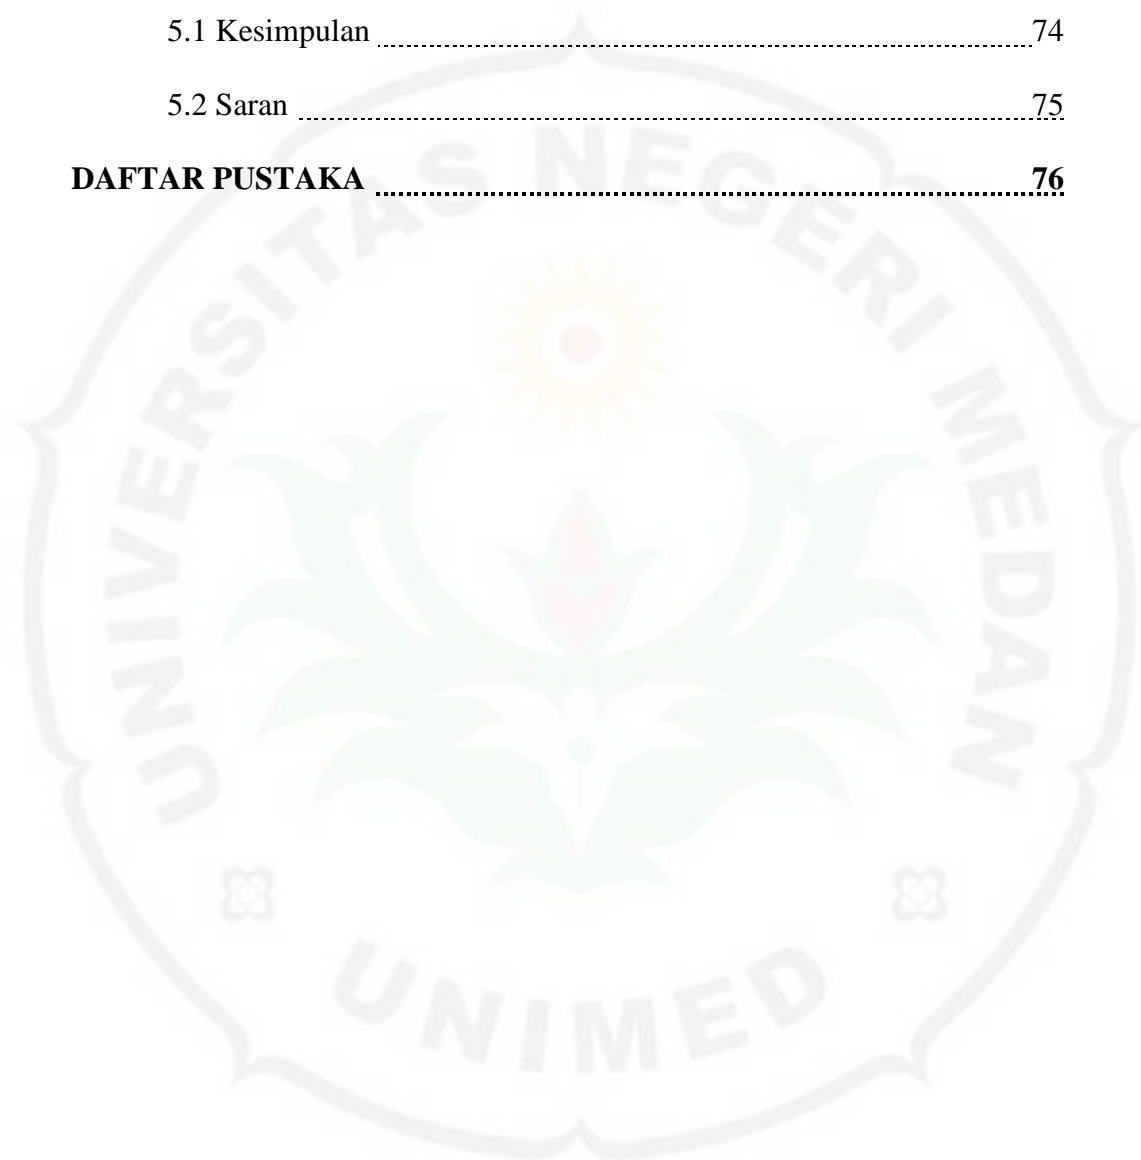 5.1 Kesimpulan 74
5.2 Saran 75
DAFTAR PUSTAKA 76
UNIVERSITAS NEGERI MEDAN
UNIMED